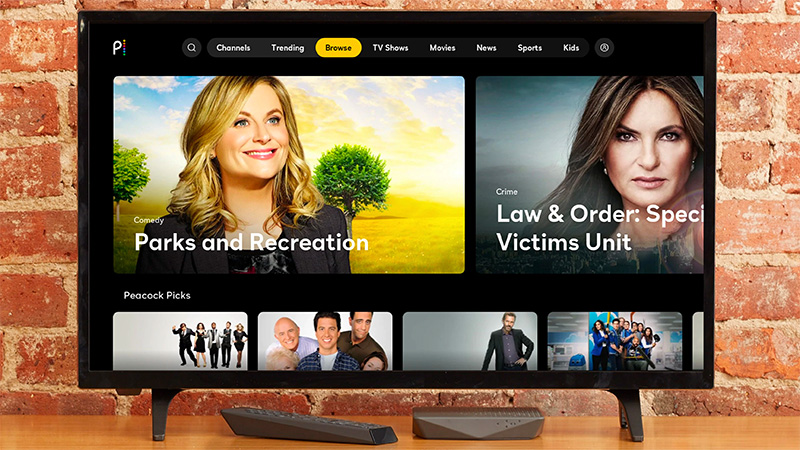 P
Channels
Trending
Browse
TV Shows
Movies
News
Sports
Kids
Comedy
Parks and Recreation
Crime
Law & Order: Speci
Victims Unit
Peacock Picks